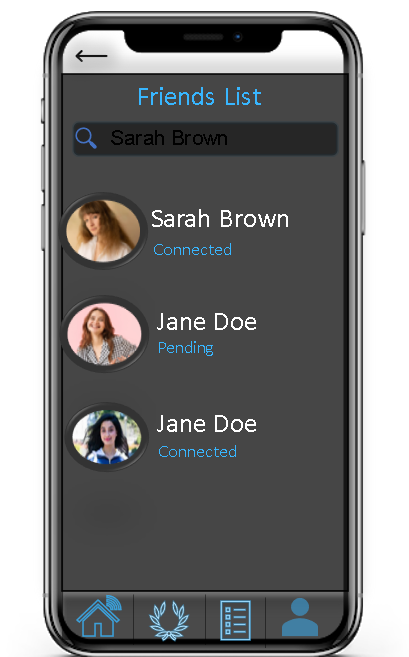 Friends List
Sarah Brown
Sarah Brown
Connected
Jane Doe
Pending
Jane Doe
Connected